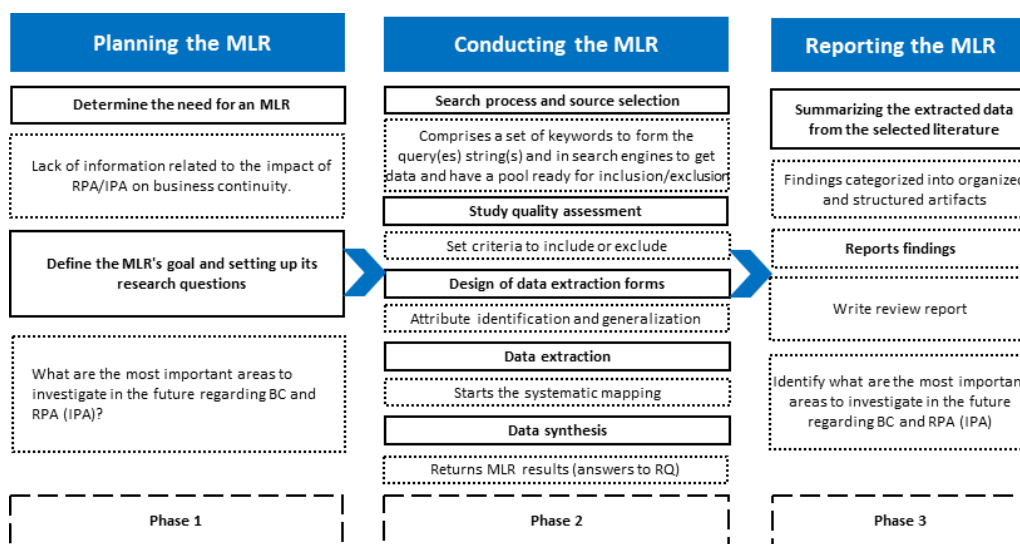 Planning the MLR
Determine the need for an MLR
Lack of information related to the impact of
RPA/IPA on business continuity.
Define the MLR's goal and setting up its
research questions
What are the most important areas to
investigate in the future regarding BC and
RPA (IPA)?
Phase 1
Conducting the MLR
Search process and source selection
Comprises a set of keywords to form the
query(es) string(s) and in search engines to get
data and have a pool ready for inclusion/exclusion
Study quality assessment
Set criteria to include or exclude
Design of data extraction forms
Attribute identification and generalization
Data extraction
Starts the systematic mapping
Data synthesis
Returns MLR results (answers to RQ)
Phase 2
Reporting the MLR
Summarizing the extracted data
from the selected literature
Findings categorized into organized
and structured artifacts
Reports findings
Write review report
Identify what are the most important
areas to investigate in the future
regarding BC and RPA (IPA)
Phase 3